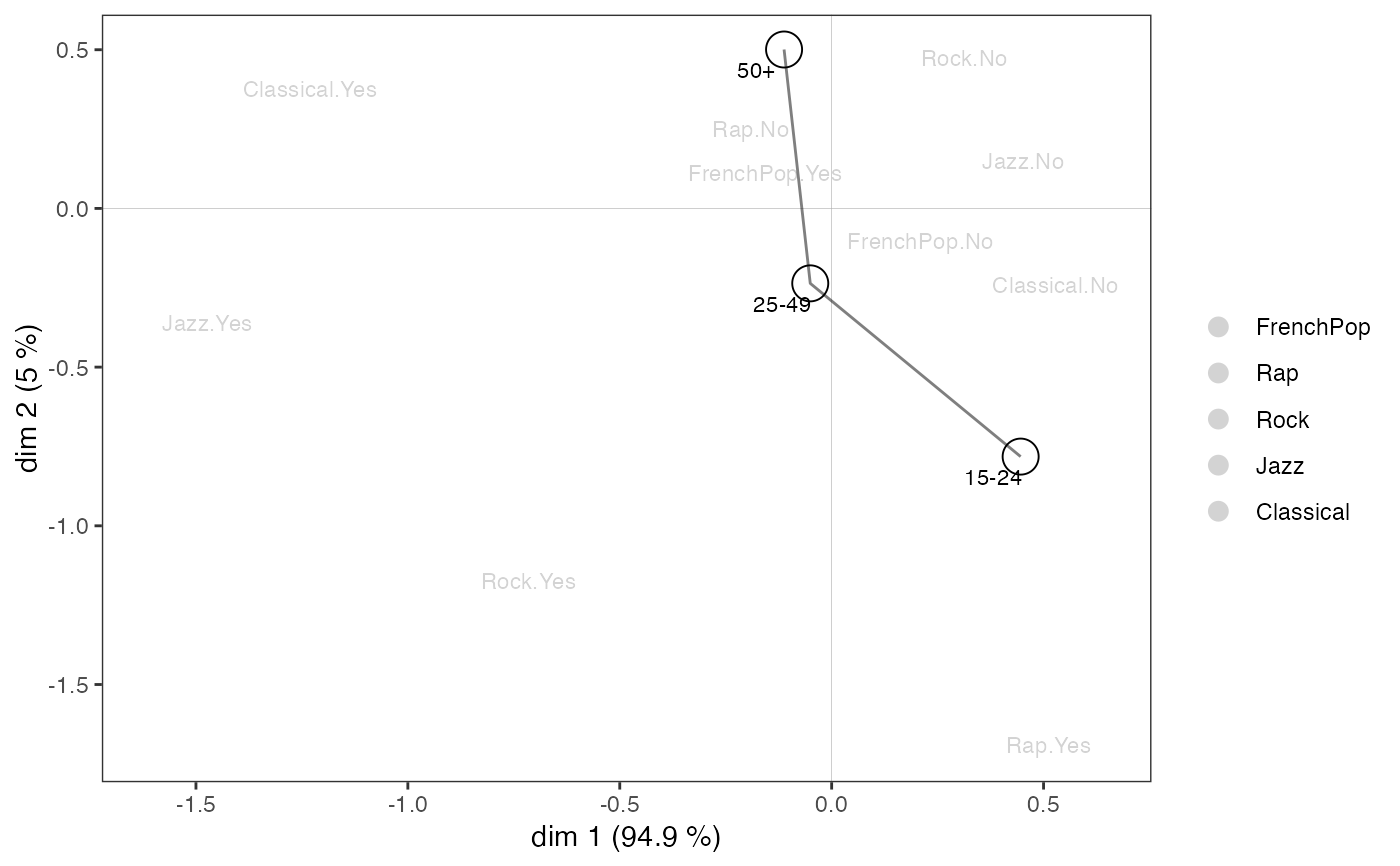 0.5
0.0
-0.5
-1.0
-1.5
dim 2 (5 %)
50+
Rock.No
Classical.Yes
Rap.No
Jazz.No
FrenchPop.Yes
FrenchPop.No
Classical.No
25-49
Jazz.Yes
15-24
Rock.Yes
Rap.Yes
-1.5
-1.0
-0.5
0.0
0.5
dim 1 (94.9 %)
FrenchPop
Rap
Rock
Jazz
Classical